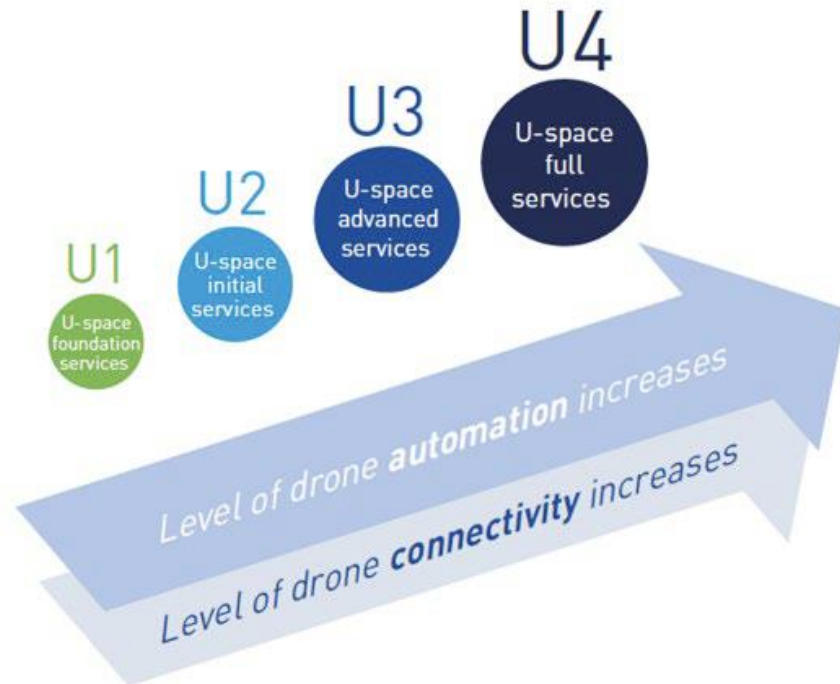 U1
U-space
foundation
services
U2
U-space
initial
services
U3
U-space
advanced
services
U4
U-space
full
services
Level of drone automation increases
Level of drone connectivity increases